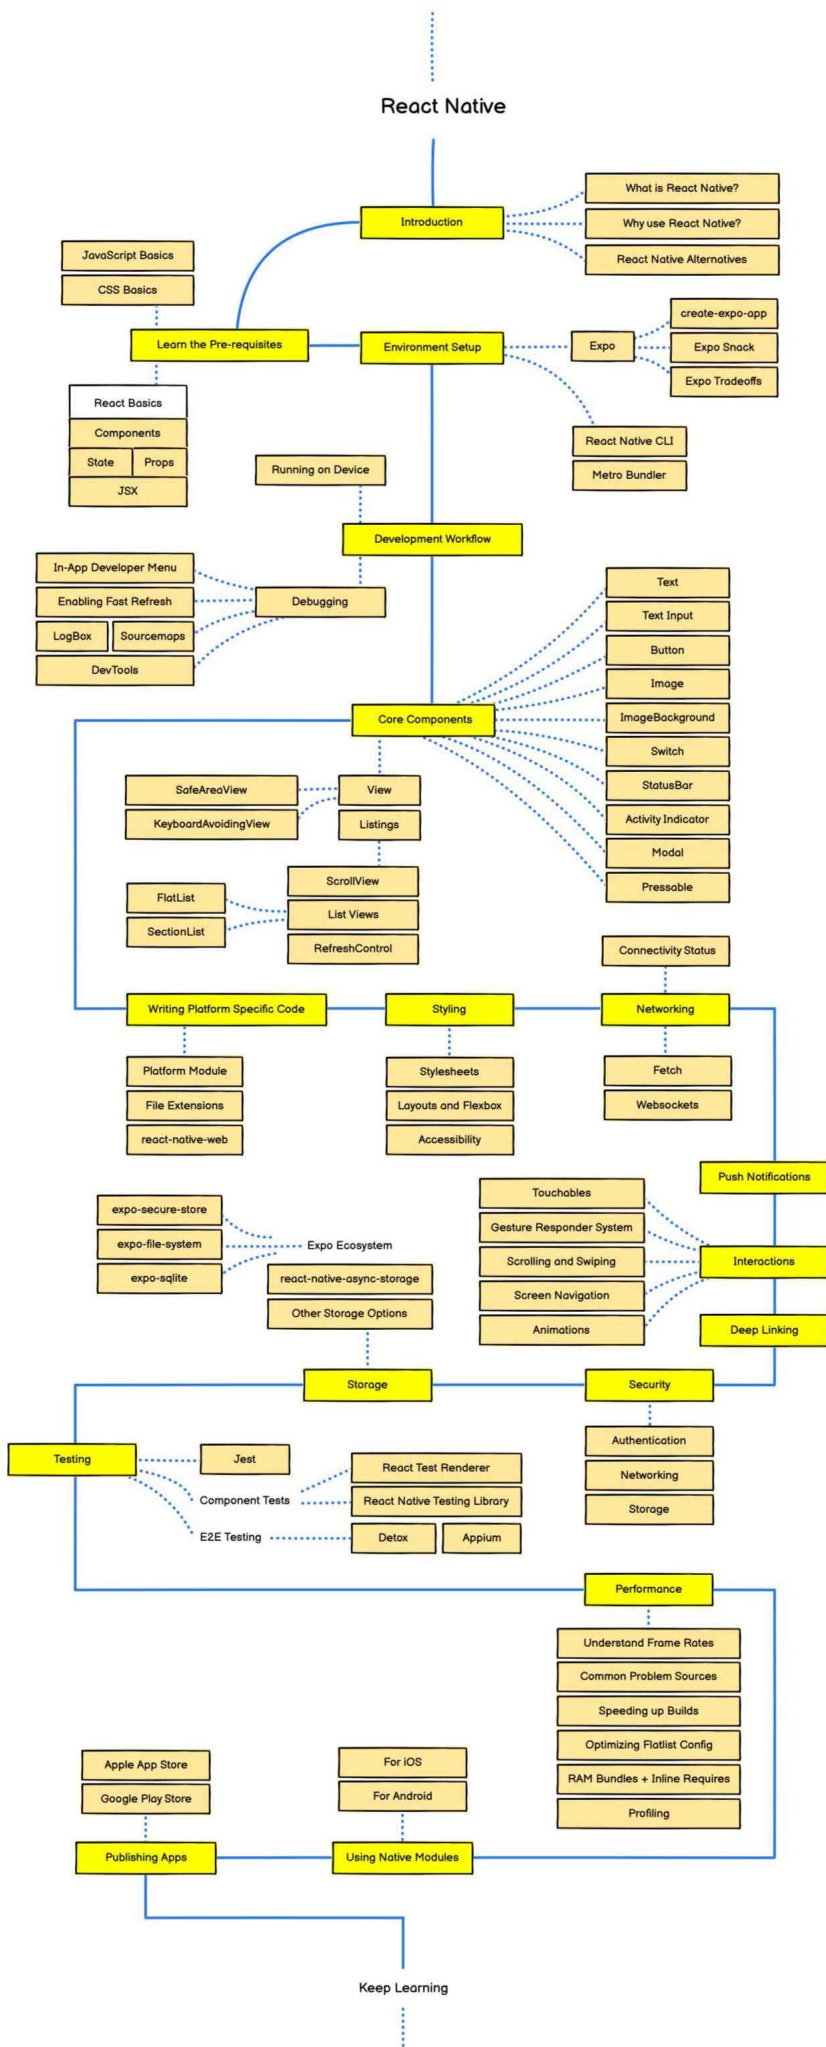 React Native
Introduction
What is React Native?
Why use React Native?
React Native Alternatives
JavaScript Basics
CSS Basics
Learn the Pre-requisites
React Basics
Components
State
Props
JSX
Environment Setup
Expo
create-expo-app
Expo Snack
Expo Tradeoffs
React Native CLI
Metro Bundler
Running on Device
Development Workflow
Debugging
In-App Developer Menu
Enabling Fast Refresh
LogBox
Sourcemaps
DevTools
Core Components
Text
Text Input
Button
Image
ImageBackground
Switch
StatusBar
Activity Indicator
Modal
Pressable
View
SafeAreaView
KeyboardAvoidingView
Listings
ScrollView
List Views
RefreshControl
FlatList
SectionList
Writing Platform Specific Code
Platform Module
File Extensions
react-native-web
Styling
Stylesheets
Layouts and Flexbox
Accessibility
Connectivity Status
Networking
Fetch
Websockets
Push Notifications
Interactions
Touchables
Gesture Responder System
Scrolling and Swiping
Screen Navigation
Animations
Deep Linking
Security
Authentication
Networking
Storage
expo-secure-store
expo-file-system
expo-sqlite
Expo Ecosystem
react-native-async-storage
Other Storage Options
Storage
Testing
Jest
Component Tests
React Test Renderer
React Native Testing Library
E2E Testing
Detox
Appium
Performance
Understand Frame Rates
Common Problem Sources
Speeding up Builds
Optimizing Flatlist Config
RAM Bundles + Inline Requires
Profiling
For iOS
For Android
Using Native Modules
Apple App Store
Google Play Store
Publishing Apps
Keep Learning